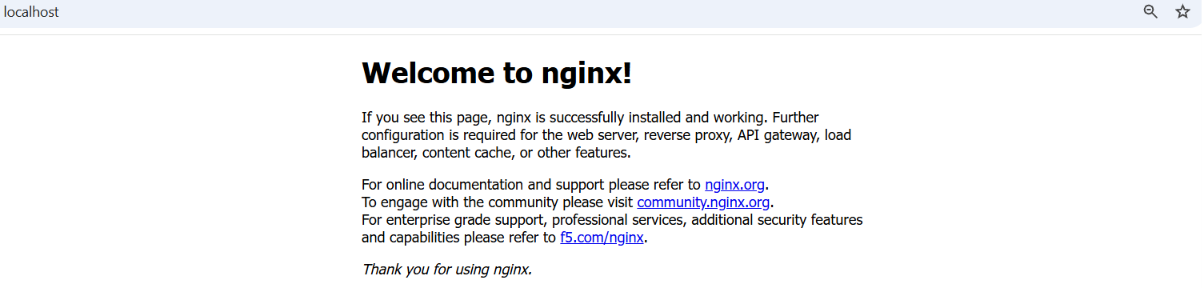 localhost
Welcome to nginx!
If you see this page, nginx is successfully installed and working. Further
configuration is required for the web server, reverse proxy, API gateway, load
balancer, content cache, or other features.
For online documentation and support please refer to nginx.org.
To engage with the community please visit community.nginx.org.
For enterprise grade support, professional services, additional security features
and capabilities please refer to f5.com/nginx.
Thank you for using nginx.